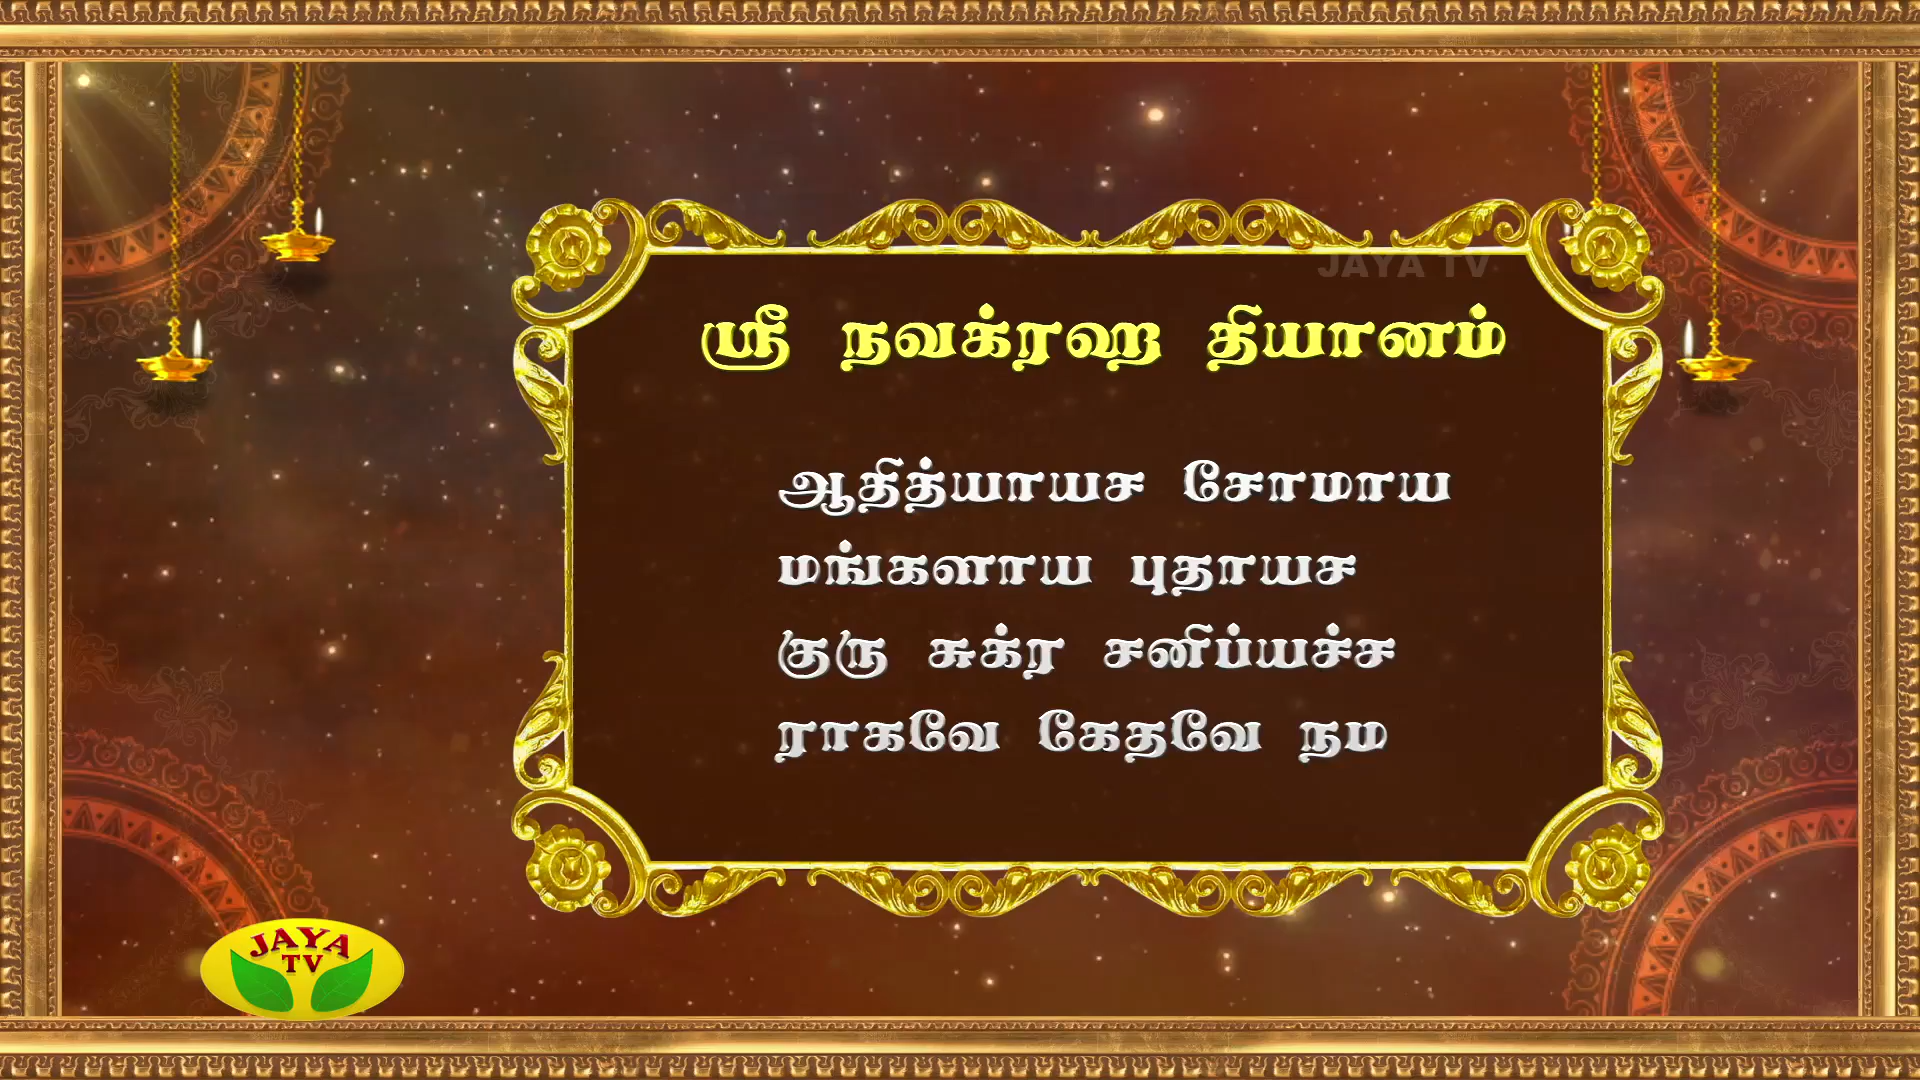 JAYA TV
ஸ்ரீ நவக்ரஹ தியானம்
ஆதித்யாயச சோமாய
மங்களாய புதாயச
குரு சுக்ர சனிப்யச்ச
ராகவே கேதவே நம
JAYA
TV